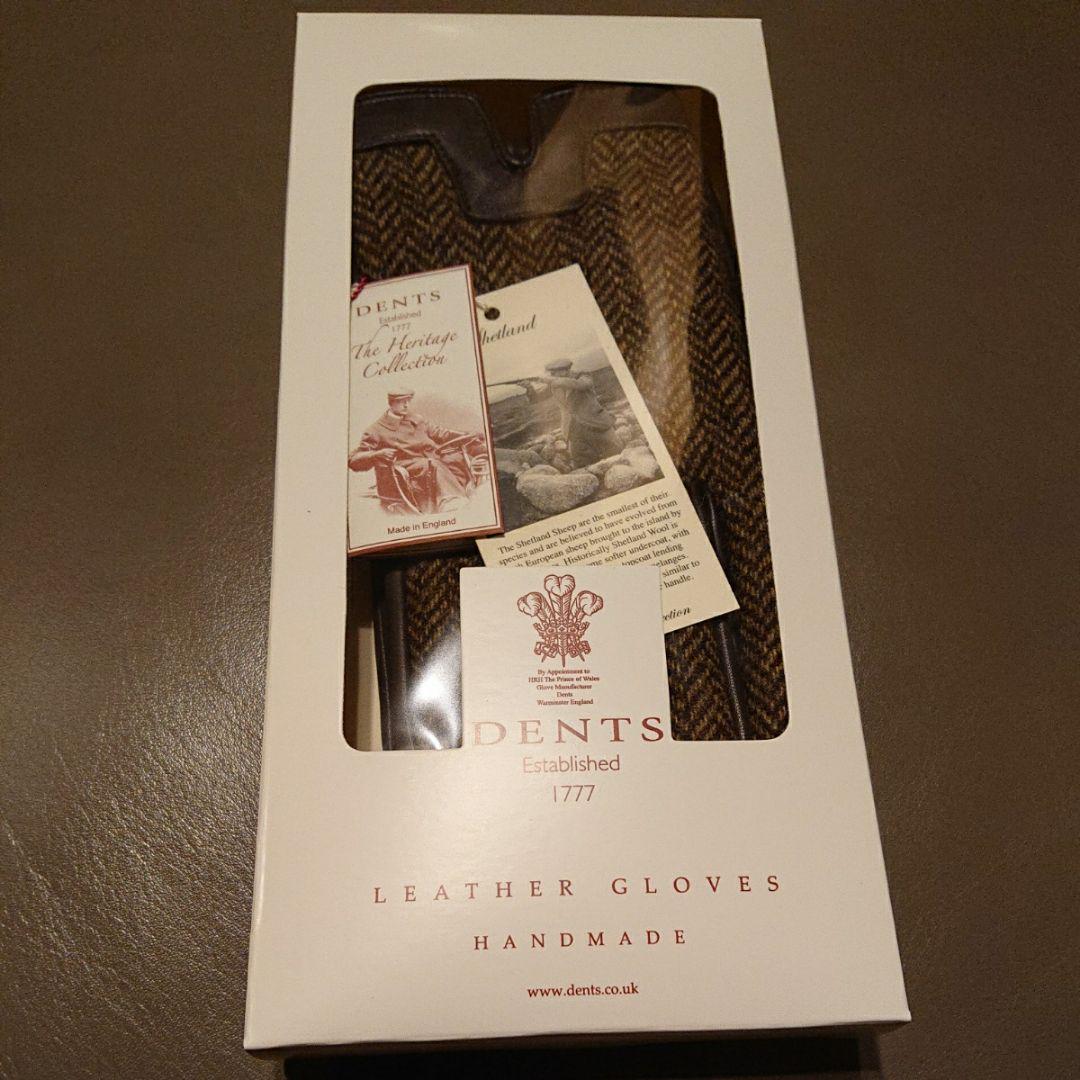 DENTS
Established
1777
The Heritage
Collection
Made in England
Shetland
The Shetland Sheep are the smallest of their
species and are believed to have evolved from
European sheep brought to the island by
Historically Shetland Wool is
softer undercoat, with
topcoat lending
melanges.
similar to
handle.
By Appointment to
HRH The Prince of Wales
Glove Manufacturer
Dents
Warminster England
DENTS
Established
1777
LEATHER GLOVES
HANDMADE
www.dents.co.uk